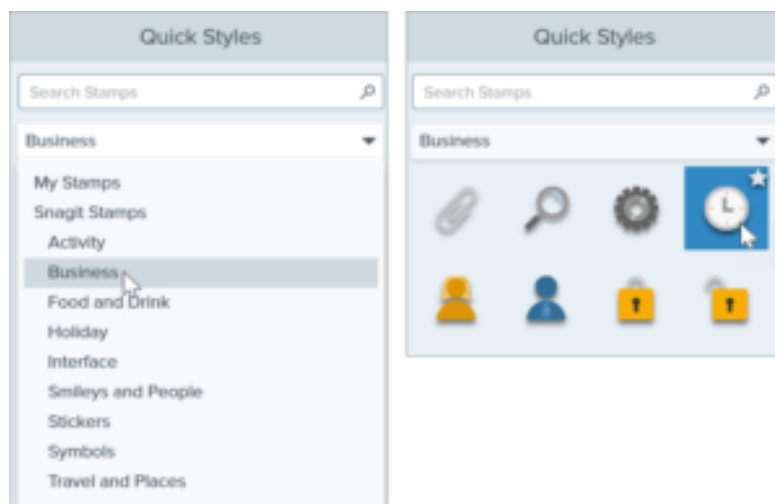 Quick Styles
Search Stamps
Business
My Stamps
Snagit Stamps
Activity
Business
Food and Drink
Holiday
Interface
Smileys and People
Stickers
Symbols
Travel and Places
Quick Styles
Search Stamps
Business